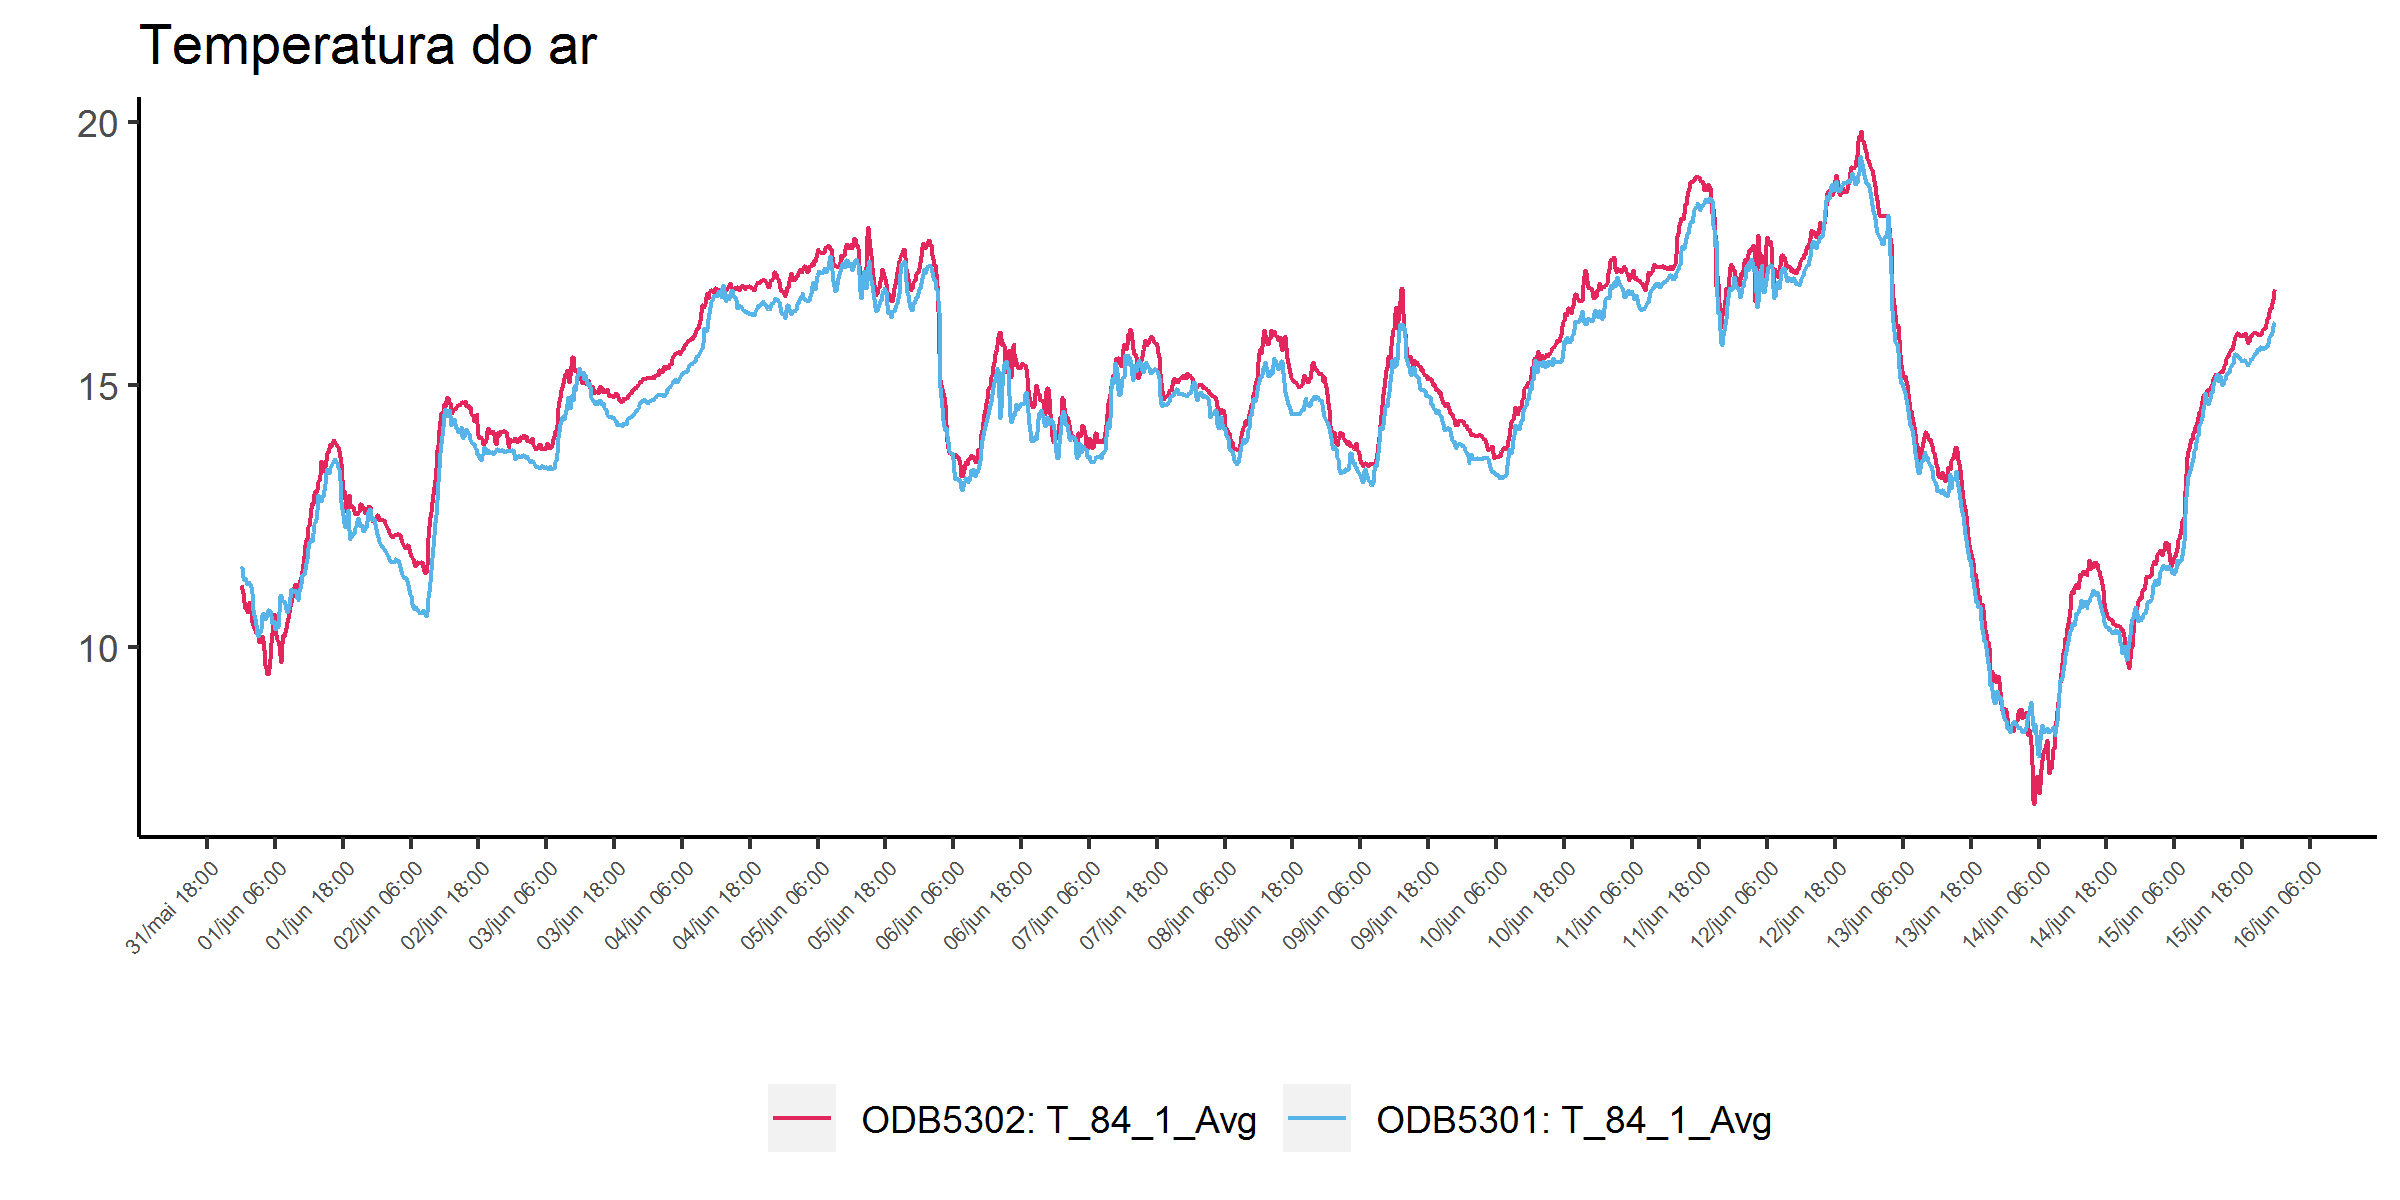 Temperatura do ar
20
15
10
31/mai 18:00
01/jun 06:00
01/jun 18:00
02/jun 06:00
02/jun 18:00
03/jun 06:00
03/jun 18:00
04/jun 06:00
04/jun 18:00
05/jun 06:00
05/jun 18:00
06/jun 06:00
06/jun 18:00
07/jun 06:00
07/jun 18:00
08/jun 06:00
08/jun 18:00
09/jun 06:00
09/jun 18:00
10/jun 06:00
10/jun 18:00
11/jun 06:00
11/jun 18:00
12/jun 06:00
12/jun 18:00
13/jun 06:00
13/jun 18:00
14/jun 06:00
14/jun 18:00
15/jun 06:00
15/jun 18:00
16/jun 06:00
ODB5302: T_84_1_Avg
ODB5301: T_84_1_Avg